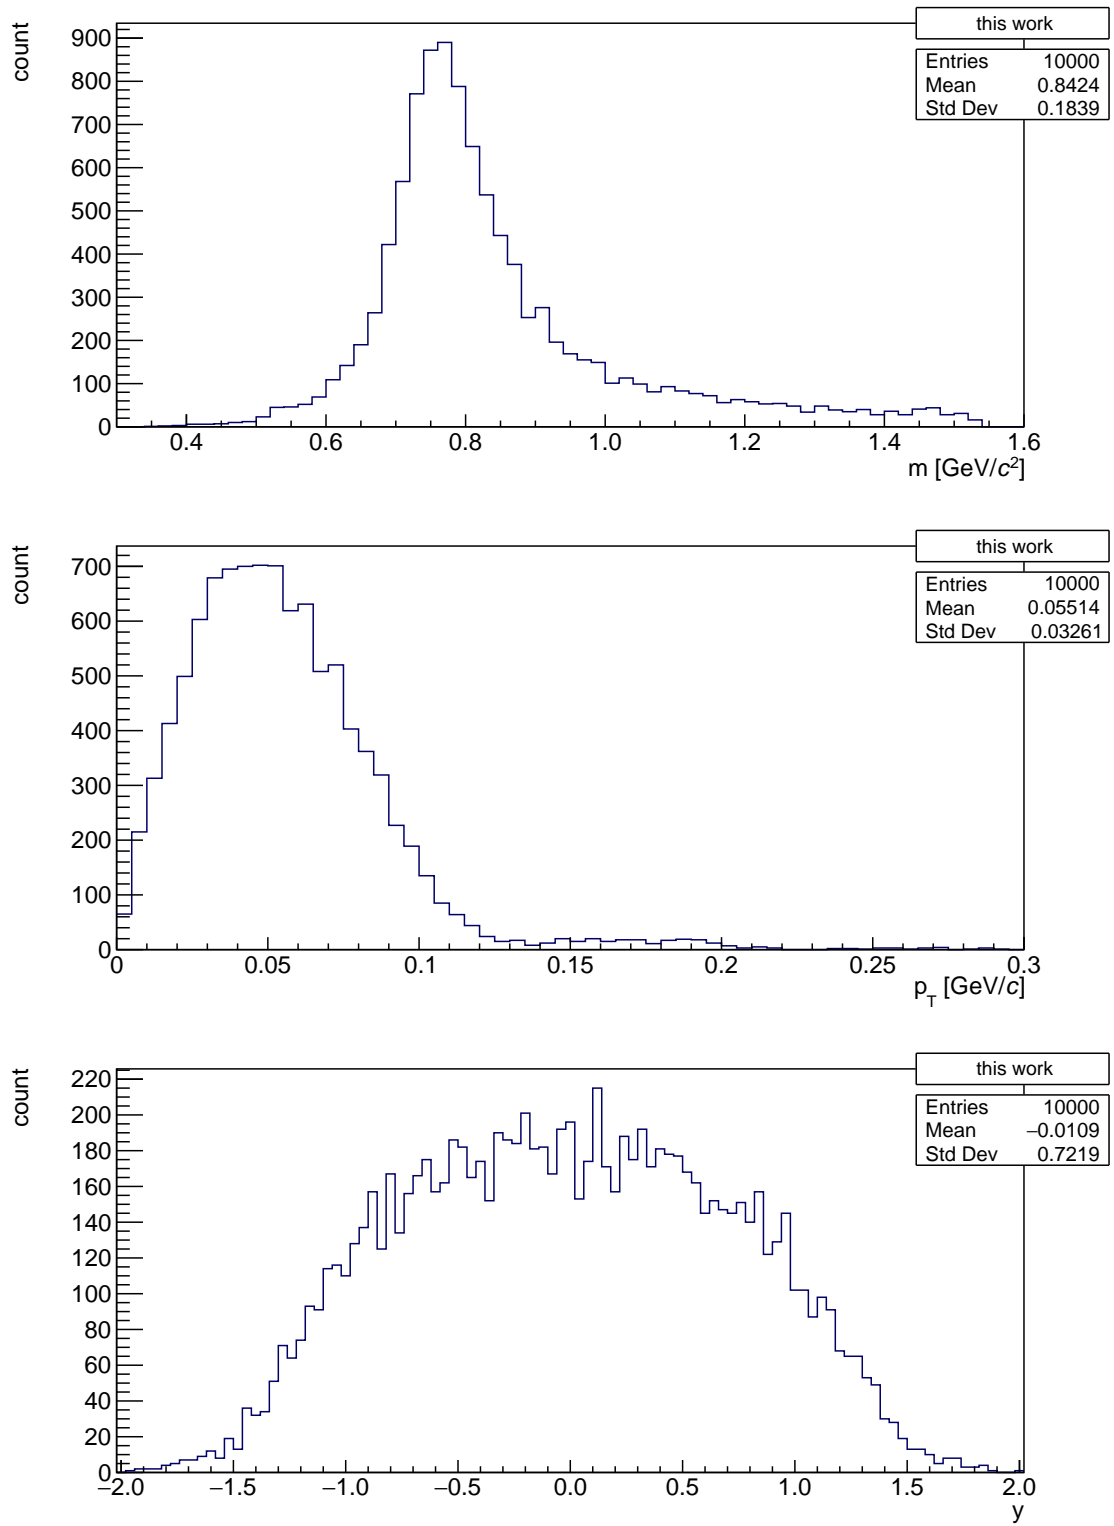 this work
Entries 10000
Mean 0.8424
Std Dev 0.1839
count
900
800
700
600
500
400
300
200
100
0
0.4 0.6 0.8 1.0 1.2 1.4 1.6
m [GeV/c²]
this work
Entries 10000
Mean 0.05514
Std Dev 0.03261
count
700
600
500
400
300
200
100
0
0 0.05 0.1 0.15 0.2 0.25 0.3
p_T [GeV/c]
this work
Entries 10000
Mean −0.0109
Std Dev 0.7219
count
220
200
180
160
140
120
100
80
60
40
20
0
−2.0 −1.5 −1.0 −0.5 0.0 0.5 1.0 1.5 2.0
y